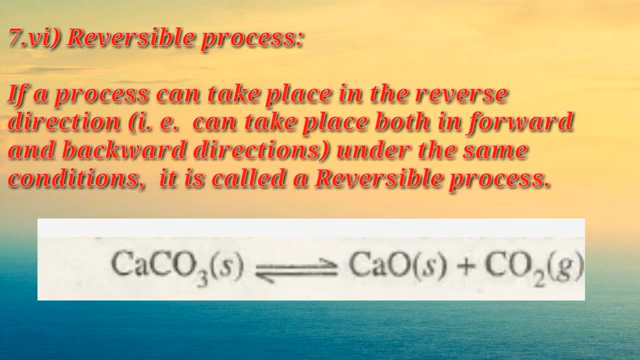 7.vi) Reversible process:
If a process can take place in the reverse
direction (i. e. can take place both in forward
and backward directions) under the same
conditions, it is called a Reversible process.
CaCO₃(s) ⇌ CaO(s) + CO₂(g)